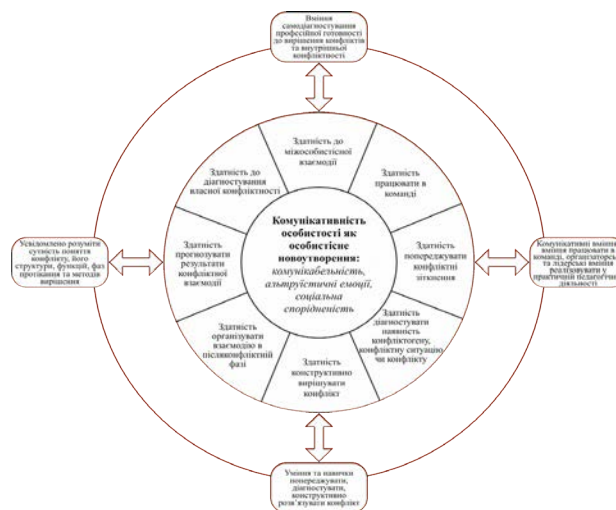 Вміння
самодіагностування
професійної готовності
до вирішення конфліктів
та внутрішньої
конфліктності
Здатність до
міжособистісної
взаємодії
Здатність до
діагностування
власної конфліктності
Здатність
працювати в
команді
Комунікативність
особистості як
особистісне
новоутворення:
комунікабельність,
альтруїстичні емоції,
соціальна
спорідненість
Усвідомлено розуміти
сутність поняття
конфлікту, його
структури, функцій, фаз
протікання та методів
вирішення
Здатність
прогнозувати
результати
конфліктної
взаємодії
Здатність
попереджувати
конфліктні
зіткнення
Комунікативні вміння
вміння працювати в
команді, організаторські
та лідерські вміння
реалізовувати у
практичній педагогічній
діяльності
Здатність
організувати
взаємодію в
післяконфліктній
фазі
Здатність
конструктивно
вирішувати
конфлікт
Здатність
діагностувати
наявність
конфліктогену,
конфліктну ситуацію
чи конфлікту
Уміння та навички
попереджувати,
діагностувати,
конструктивно
розв’язувати конфлікт